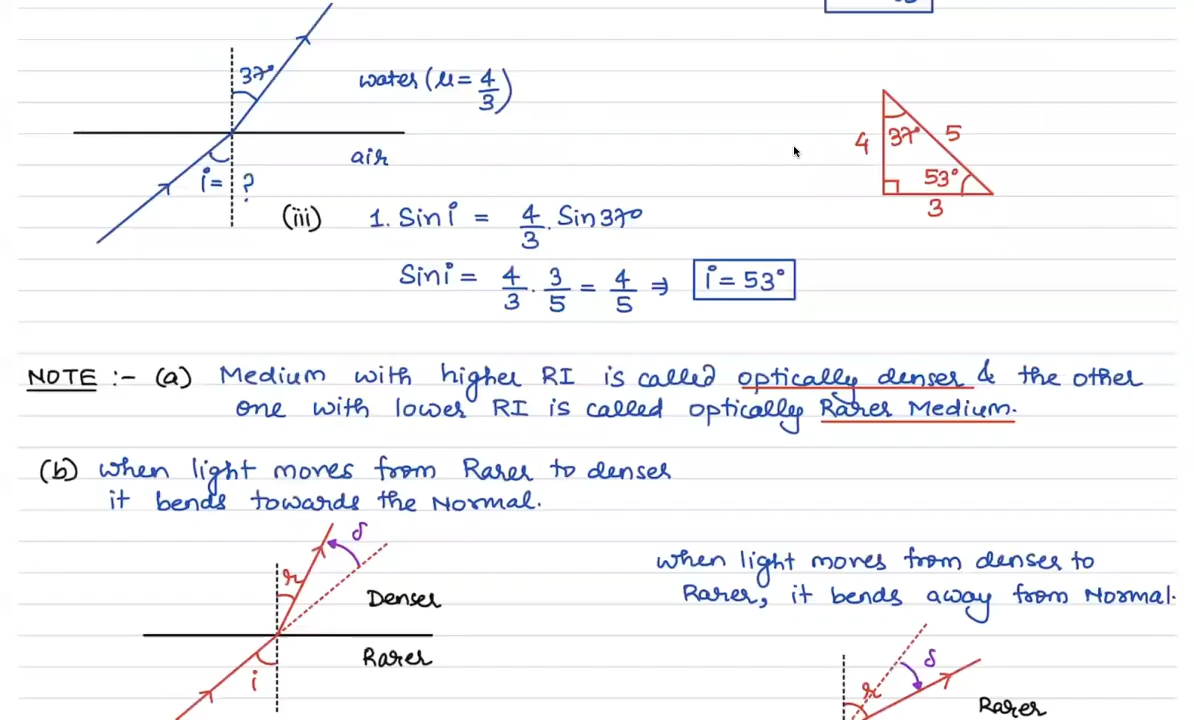 37°
water (μ = 4/3)
air
i = ?
4 37° 5
53°
3
(iii) 1. Sin i = 4/3 . Sin37°
Sin i = 4/3 . 3/5 = 4/5 ⇒ i = 53°
NOTE :- (a) Medium with higher RI is called optically denser & the other
one with lower RI is called optically Rarer Medium.
(b) when light moves from Rarer to denser
it bends towards the Normal.
δ
r
Denser
Rarer
i
when light moves from denser to
Rarer, it bends away from Normal.
δ
r
Rarer